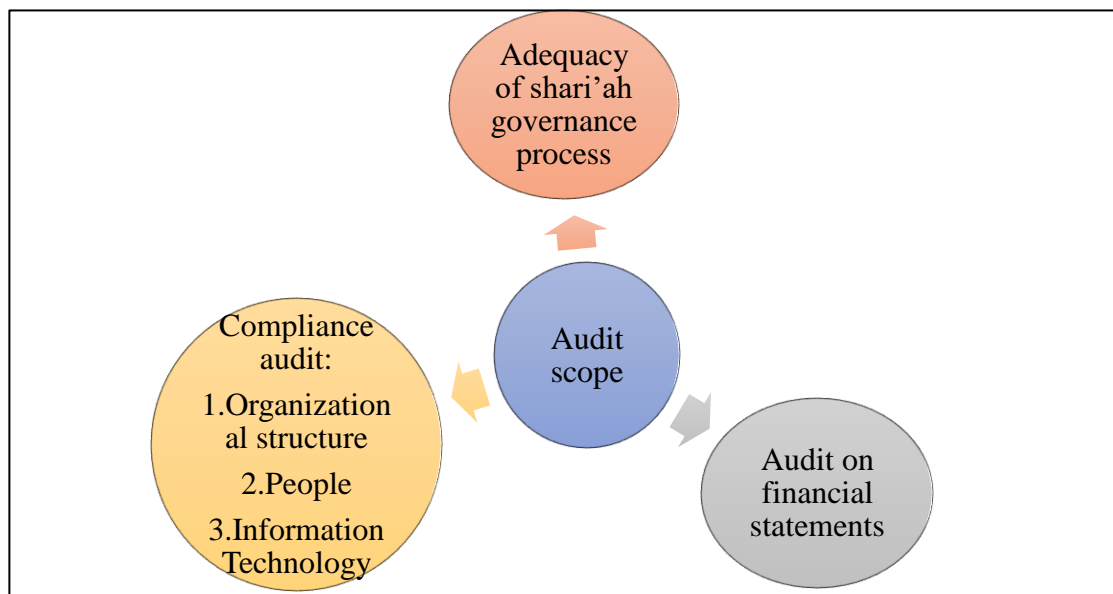 Adequacy
of shari’ah
governance
process
Audit
scope
Compliance
audit:
1.Organization
al structure
2.People
3.Information
Technology
Audit on
financial
statements